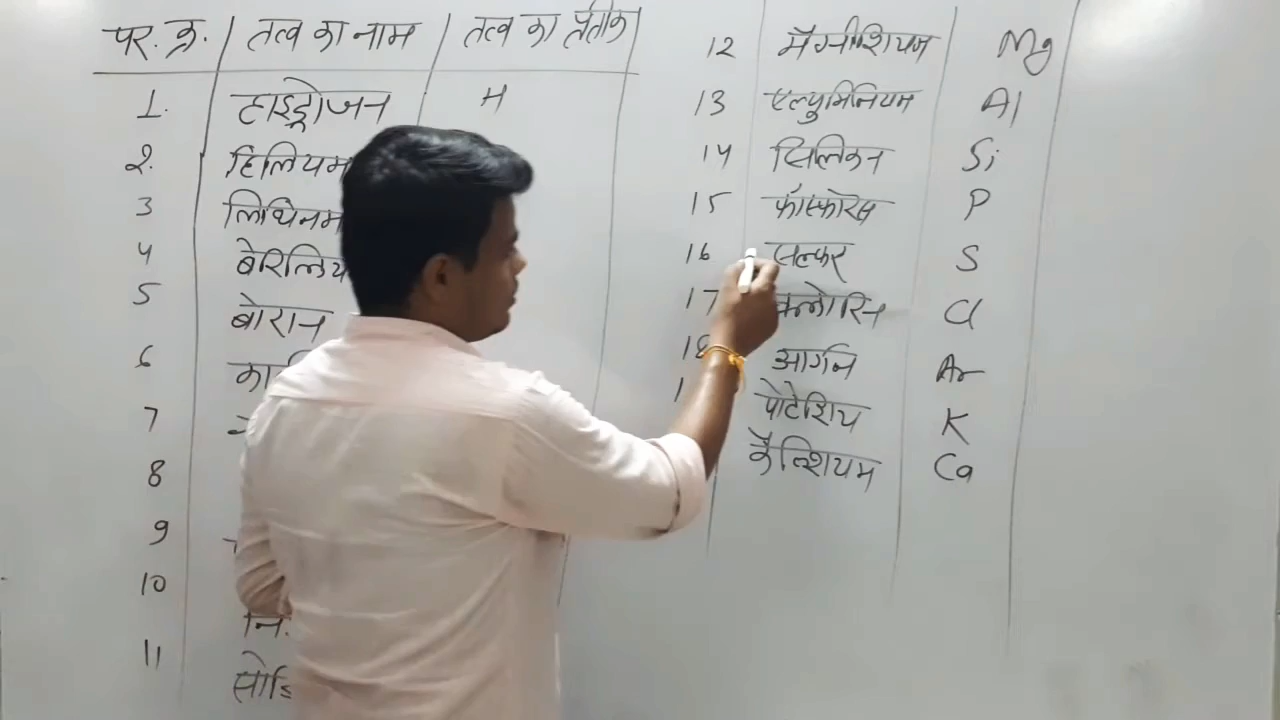 पर. क्र. तत्व का नाम तत्व का प्रतीक
1. हाइड्रोजन H
2. हिलियम
3 लिथियम
4
5 बोरान
6
7
8
9
10
11
12 मैग्नीशियम Mg
13 एल्युमिनियम Al
14 सिलिकन Si
15 फॉस्फोरस P
16 सल्फर S
17 क्लोरिन Cl
18 आर्गन Ar
पोटेशिय K
कैल्शियम Ca